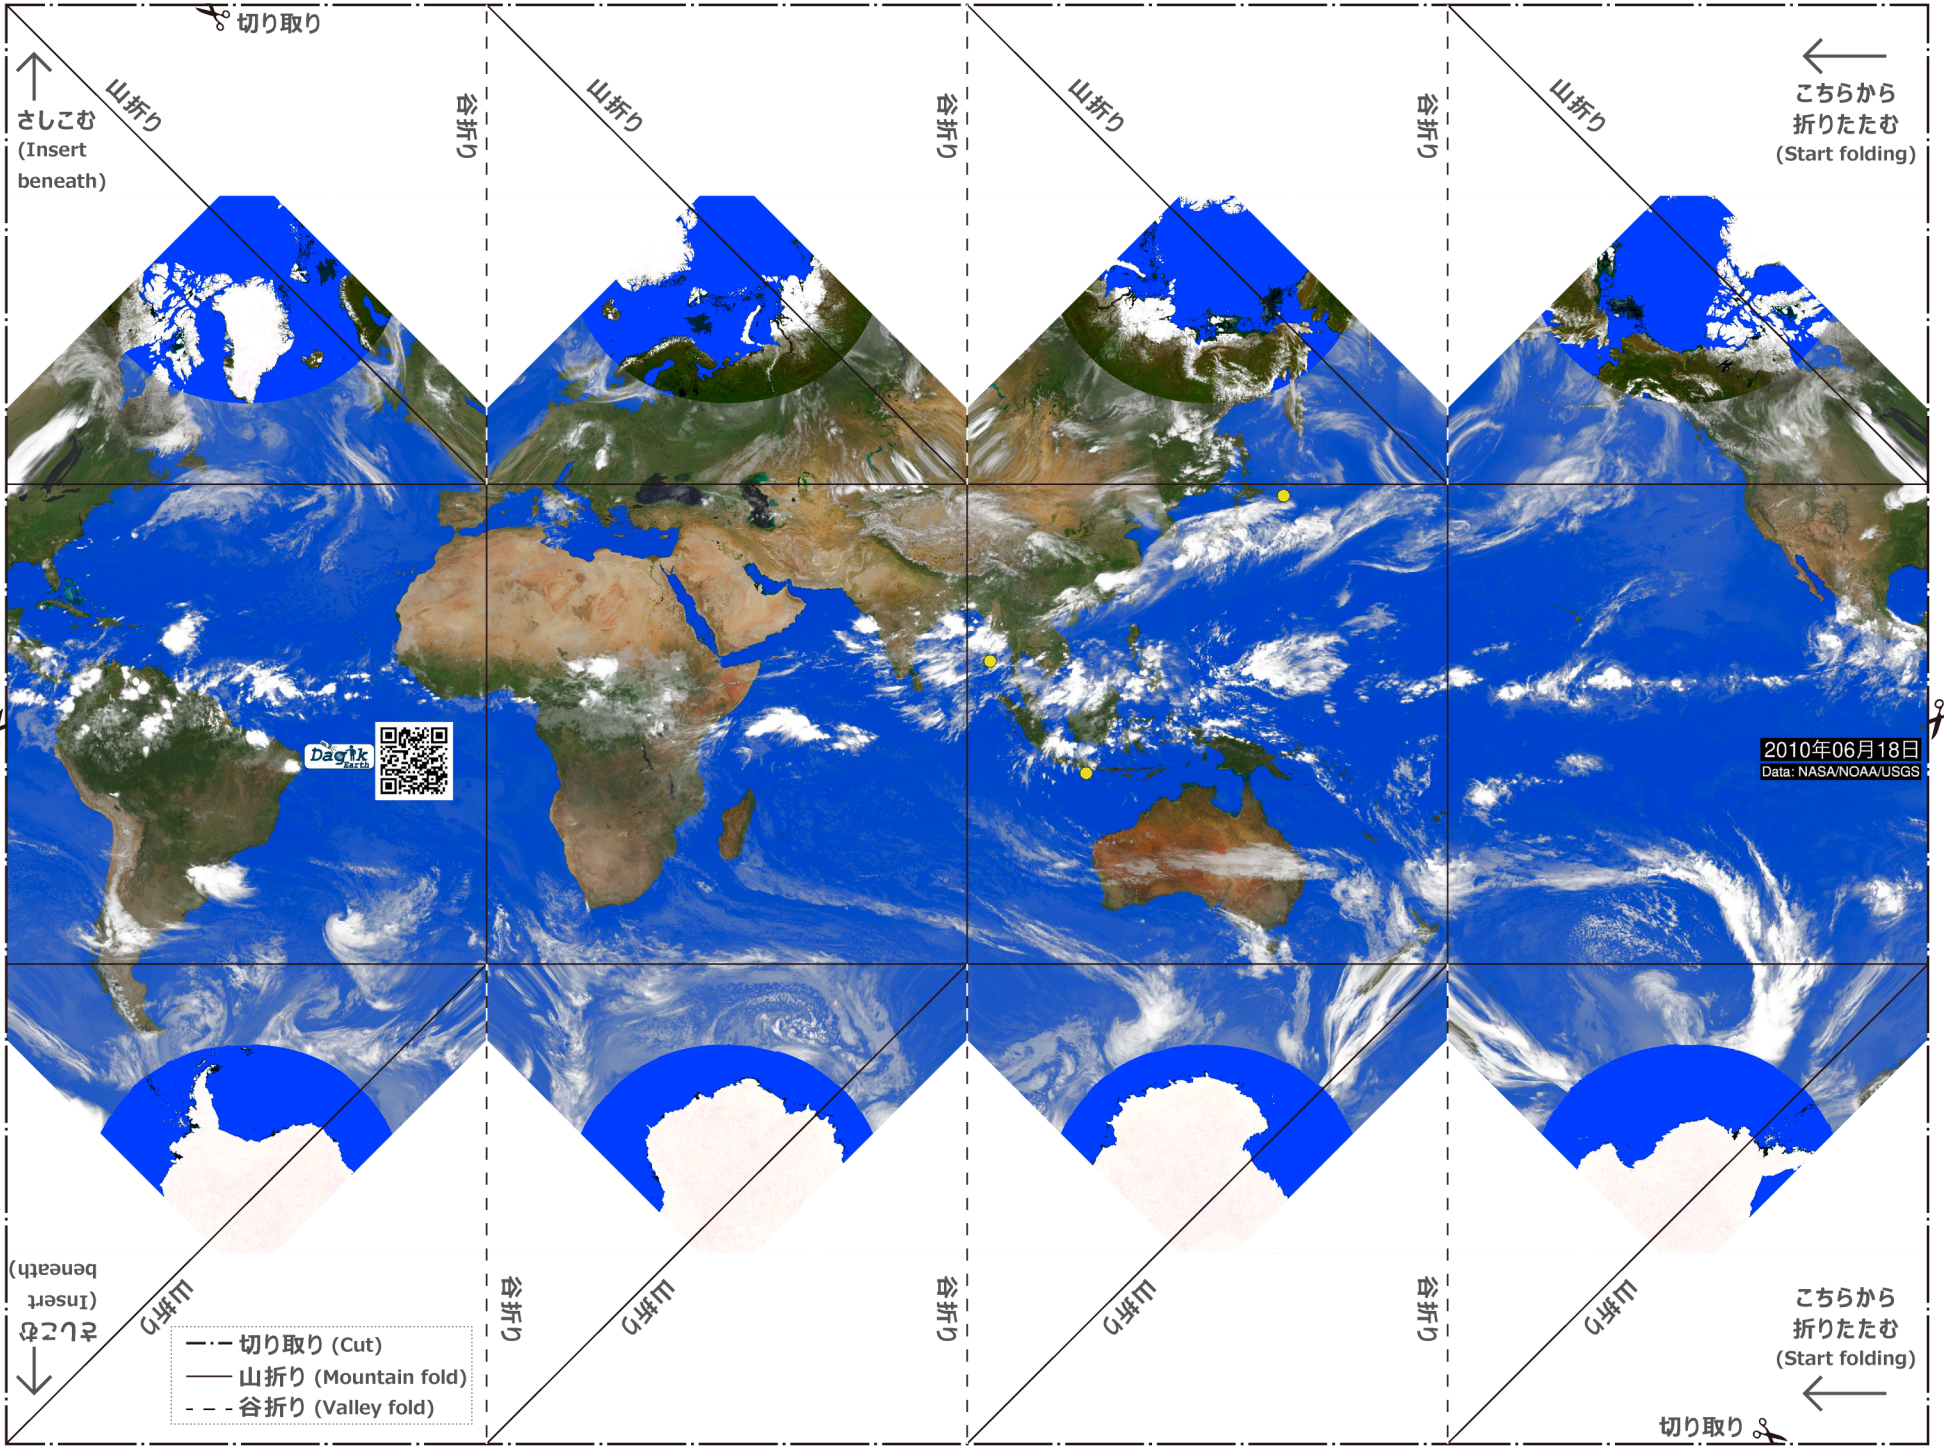 切り取り
山折り
谷折り
山折り
谷折り
山折り
谷折り
山折り
さしこむ
(Insert
beneath)
こちらから
折りたたむ
(Start folding)
Dagik
Earth
2010年06月18日
Data: NASA/NOAA/USGS
さしこむ
(Insert
beneath)
山折り
谷折り
山折り
谷折り
山折り
谷折り
山折り
こちらから
折りたたむ
(Start folding)
切り取り (Cut)
山折り (Mountain fold)
谷折り (Valley fold)
切り取り